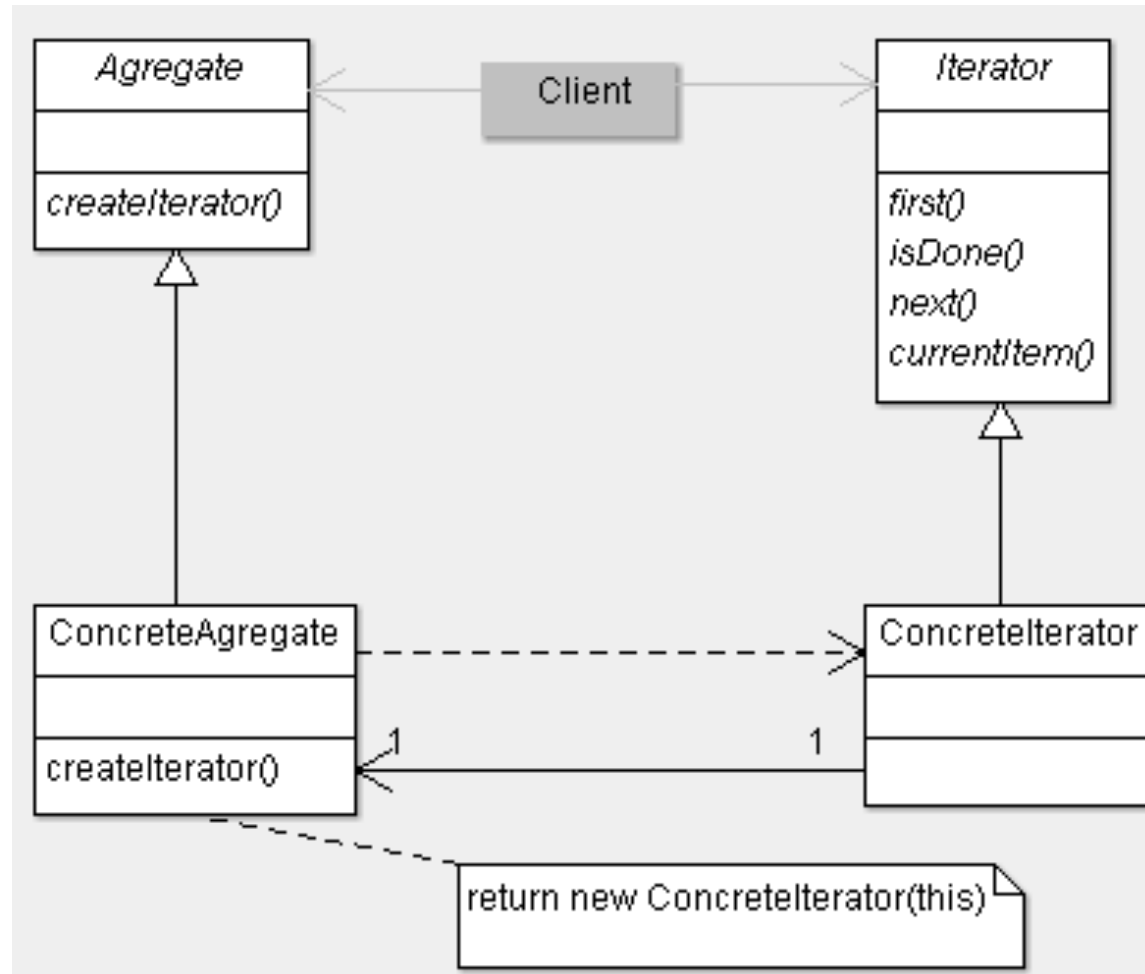 Agregate
createIterator()
Client
Iterator
first()
isDone()
next()
currentItem()
ConcreteAgregate
createIterator()
1
1
ConcreteIterator
return new ConcreteIterator(this)